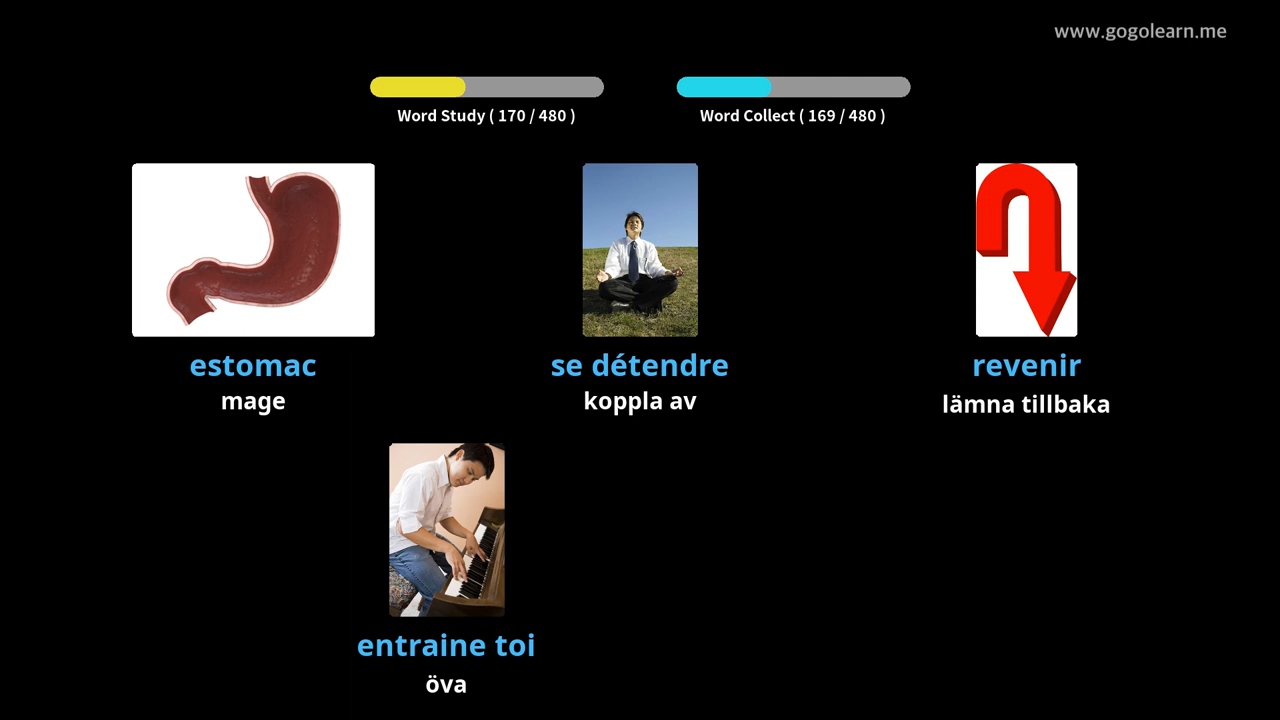 www.gogolearn.me
Word Study ( 170 / 480 )
Word Collect ( 169 / 480 )
estomac
mage
se détendre
koppla av
revenir
lämna tillbaka
entraine toi
öva